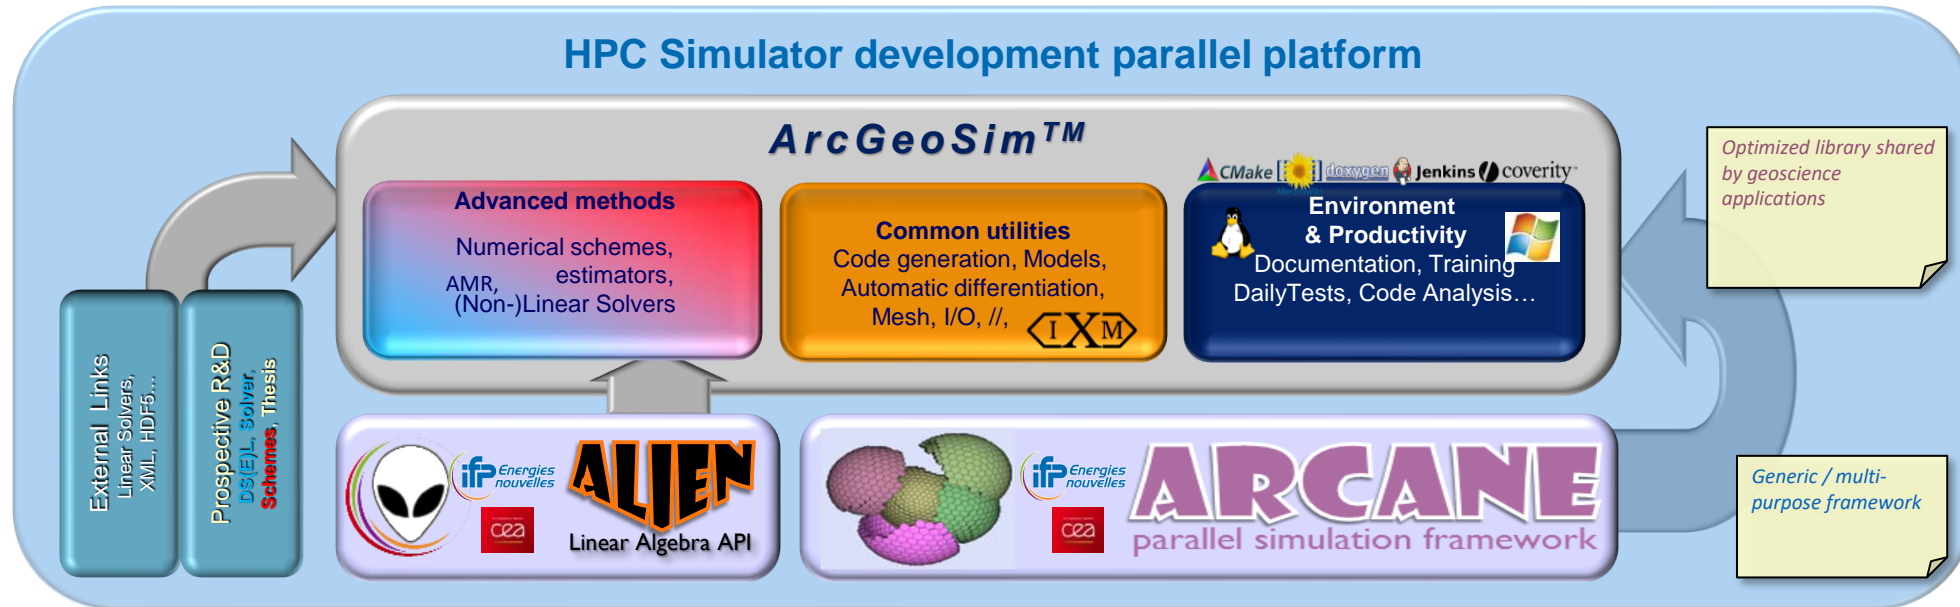 HPC Simulator development parallel platform
ArcGeoSim™
CMake
doxygen
Jenkins
coverity™
Advanced methods
Numerical schemes,
estimators,
AMR,
(Non-)Linear Solvers
Common utilities
Code generation, Models,
Automatic differentiation,
Mesh, I/O, //,
IXM
Environment
& Productivity
Documentation, Training
DailyTests, Code Analysis…
Optimized library shared
by geoscience
applications
External Links
Linear Solvers,
XML, HDF5…
Prospective R&D
DS(E)L, Solver,
Schemes, Thesis
ifp Energies
nouvelles
cea
ALIEN
Linear Algebra API
ifp Energies
nouvelles
cea
ARCANE
parallel simulation framework
Generic / multi-
purpose framework